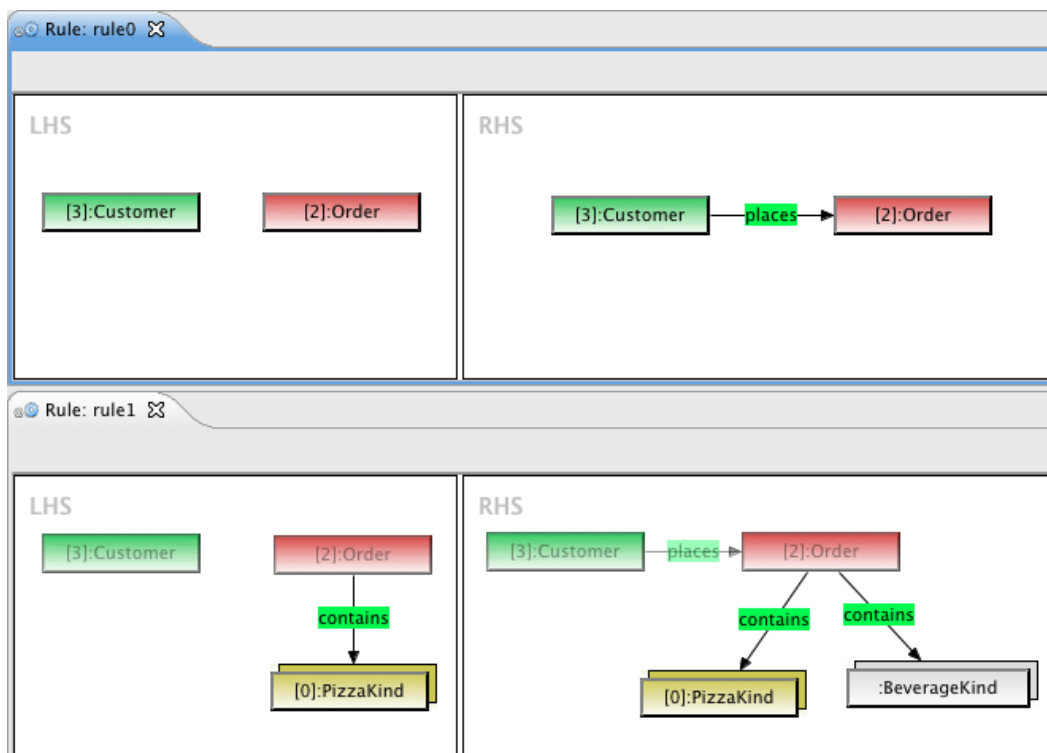 Rule: rule0
LHS
RHS
[3]:Customer
[2]:Order
[3]:Customer
places
[2]:Order
Rule: rule1
LHS
RHS
[3]:Customer
[2]:Order
contains
[0]:PizzaKind
[3]:Customer
places
[2]:Order
contains
contains
[0]:PizzaKind
:BeverageKind